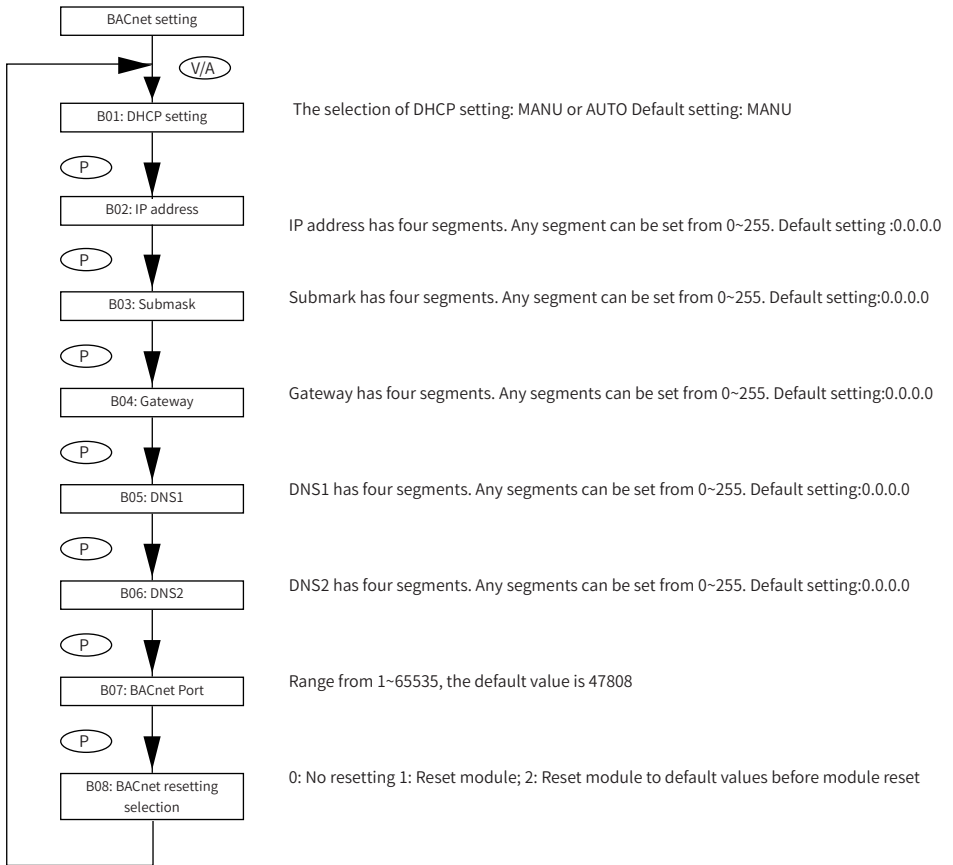 BACnet setting
V/A
B01: DHCP setting
The selection of DHCP setting: MANU or AUTO Default setting: MANU
P
B02: IP address
IP address has four segments. Any segment can be set from 0~255. Default setting :0.0.0.0
P
B03: Submask
Submark has four segments. Any segment can be set from 0~255. Default setting:0.0.0.0
P
B04: Gateway
Gateway has four segments. Any segments can be set from 0~255. Default setting:0.0.0.0
P
B05: DNS1
DNS1 has four segments. Any segments can be set from 0~255. Default setting:0.0.0.0
P
B06: DNS2
DNS2 has four segments. Any segments can be set from 0~255. Default setting:0.0.0.0
P
B07: BACnet Port
Range from 1~65535, the default value is 47808
P
B08: BACnet resetting
selection
0: No resetting 1: Reset module; 2: Reset module to default values before module reset